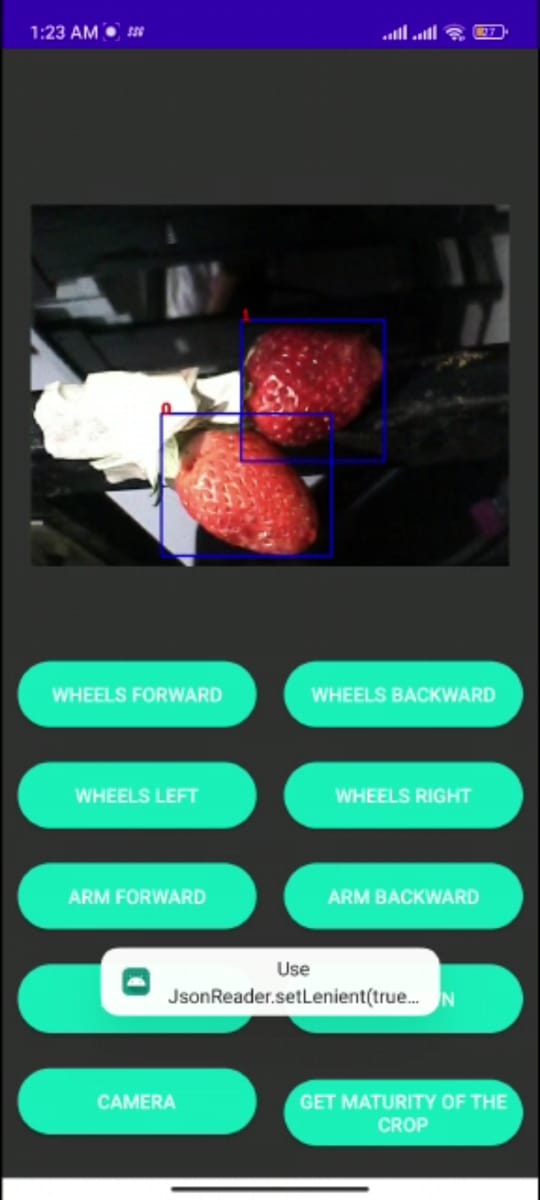 1:23 AM
27
1
0
WHEELS FORWARD
WHEELS BACKWARD
WHEELS LEFT
WHEELS RIGHT
ARM FORWARD
ARM BACKWARD
Use
JsonReader.setLenient(true...
N
CAMERA
GET MATURITY OF THE
CROP